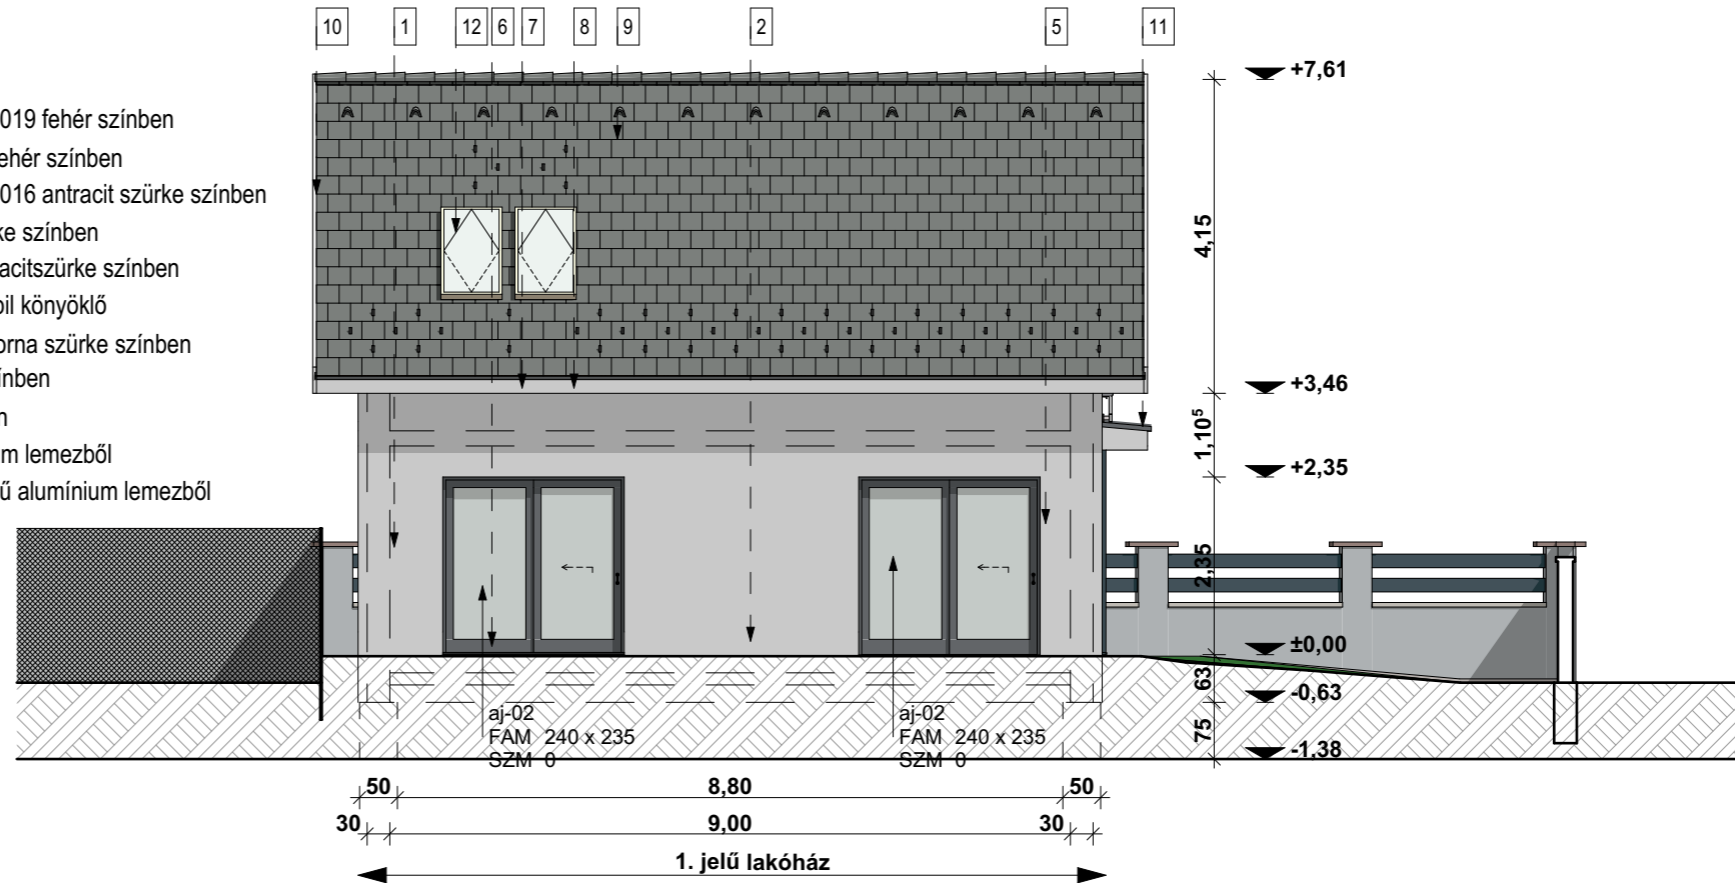 10 1 12 6 7 8 9 2 5 11
+7,61
019 fehér színben
ehér színben
016 antracit szürke színben
ke színben
acitszürke színben
il könyöklő
orna szürke színben
ínben
m lemezből
ű alumínium lemezből
4,15
+3,46
1,10⁵
+2,35
2,35
±0,00
63
-0,63
75
-1,38
aj-02
FAM 240 x 235
SZM 0
aj-02
FAM 240 x 235
SZM 0
50 8,80 50
30 9,00 30
1. jelű lakóház